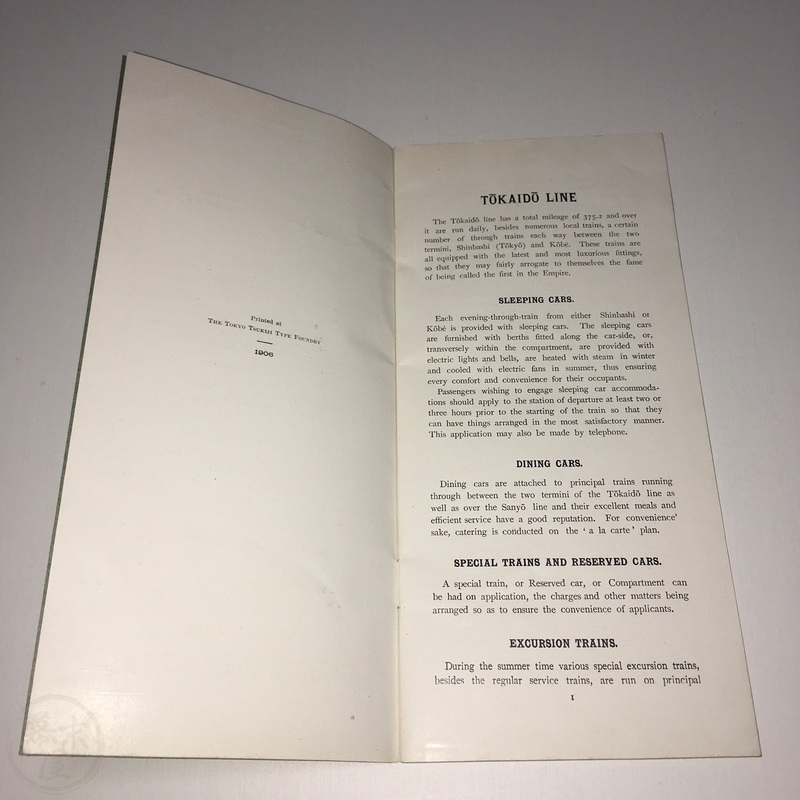 Printed at
THE TOKYO TSUKIJI TYPE FOUNDRY
1906
TŌKAIDŌ LINE
The Tōkaidō line has a total mileage of 375.2 and over
it are run daily, besides numerous local trains, a certain
number of through trains each way between the two
termini, Shinbashi (Tōkyō) and Kōbé. These trains are
all equipped with the latest and most luxurious fittings,
so that they may fairly arrogate to themselves the fame
of being called the first in the Empire.
SLEEPING CARS.
Each evening-through-train from either Shinbashi or
Kōbé is provided with sleeping cars. The sleeping cars
are furnished with berths fitted along the car-side, or,
transversely within the compartment, are provided with
electric lights and bells, are heated with steam in winter
and cooled with electric fans in summer, thus ensuring
every comfort and convenience for their occupants.
Passengers wishing to engage sleeping car accommoda-
tions should apply to the station of departure at least two or
three hours prior to the starting of the train so that they
can have things arranged in the most satisfactory manner.
This application may also be made by telephone.
DINING CARS.
Dining cars are attached to principal trains running
through between the two termini of the Tōkaidō line as
well as over the Sanyō line and their excellent meals and
efficient service have a good reputation. For convenience'
sake, catering is conducted on the ' a la carte ' plan.
SPECIAL TRAINS AND RESERVED CARS.
A special train, or Reserved car, or Compartment can
be had on application, the charges and other matters being
arranged so as to ensure the convenience of applicants.
EXCURSION TRAINS.
During the summer time various special excursion trains,
besides the regular service trains, are run on principal
1